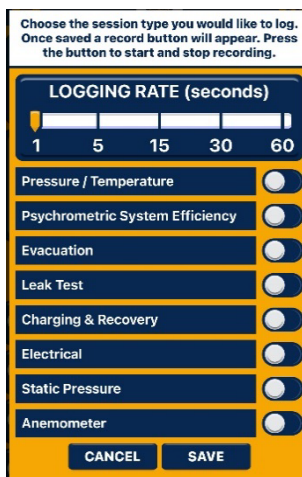 Choose the session type you would like to log.
Once saved a record button will appear. Press
the button to start and stop recording.
LOGGING RATE (seconds)
1 5 15 30 60
Pressure / Temperature
Psychrometric System Efficiency
Evacuation
Leak Test
Charging & Recovery
Electrical
Static Pressure
Anemometer
CANCEL SAVE